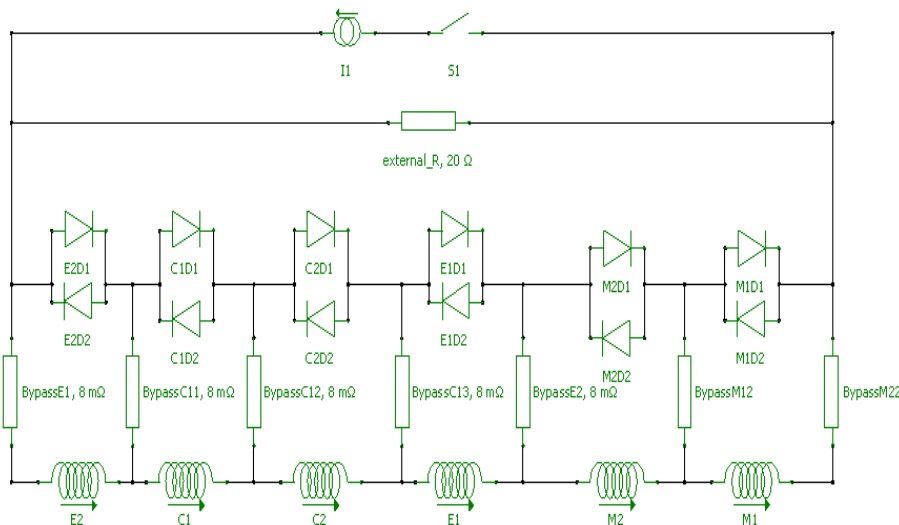 I1 S1
external_R, 20 Ω
E2D1 C1D1 C2D1 E1D1 M2D1 M1D1
E2D2 C1D2 C2D2 E1D2 M2D2 M1D2
BypassE1, 8 mΩ BypassC11, 8 mΩ BypassC12, 8 mΩ BypassC13, 8 mΩ BypassE2, 8 mΩ BypassM12 BypassM22
E2 C1 C2 E1 M2 M1